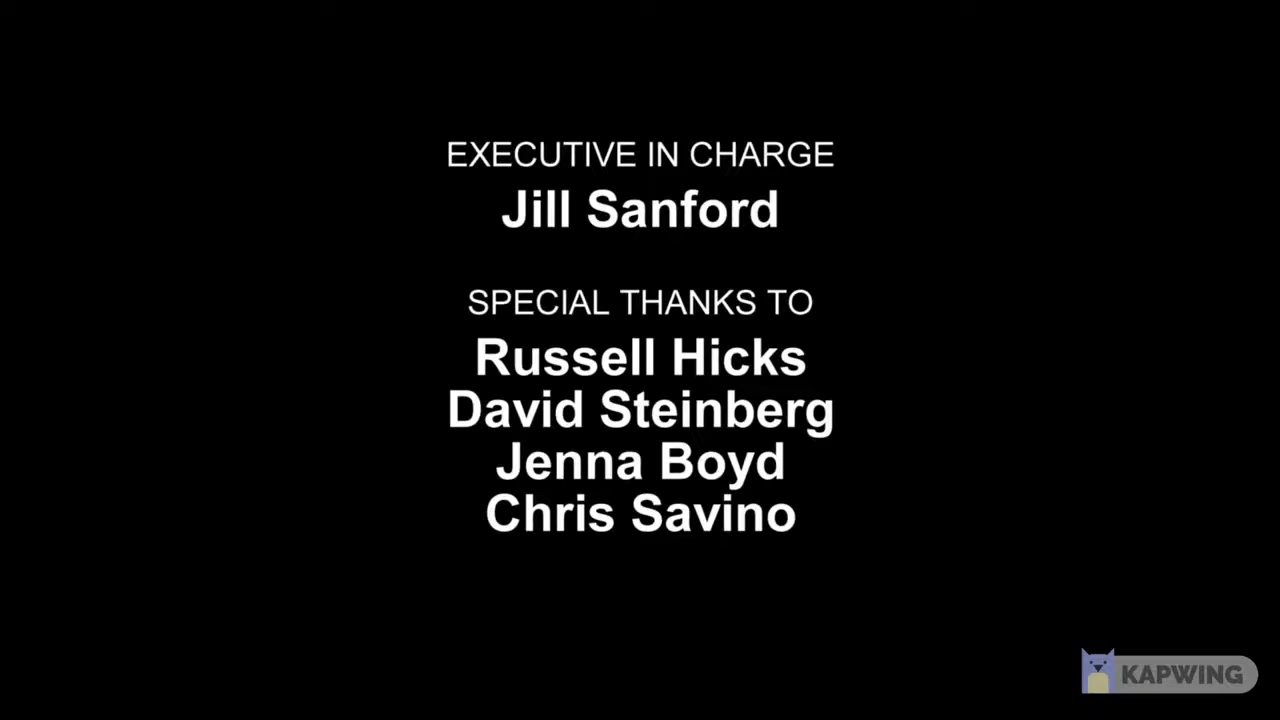 EXECUTIVE IN CHARGE
Jill Sanford
SPECIAL THANKS TO
Russell Hicks
David Steinberg
Jenna Boyd
Chris Savino
KAPWING